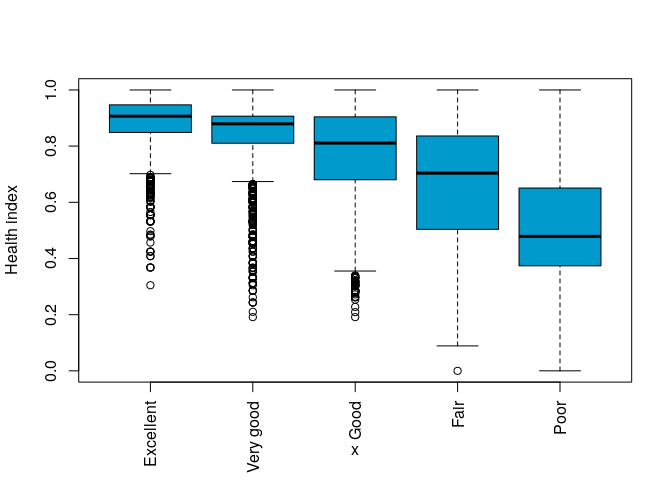 Health index
1.0
0.8
0.6
0.4
0.2
0.0
Excellent
Very good
Good
Fair
Poor
x